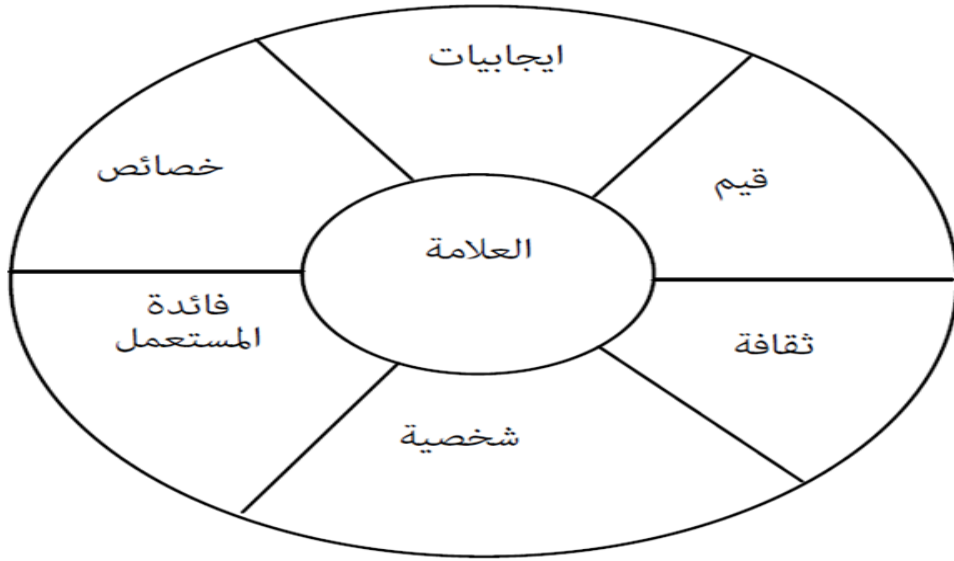 ايجابيات
قيم
خصائص
العلامة
فائدة
المستعمل
ثقافة
شخصية